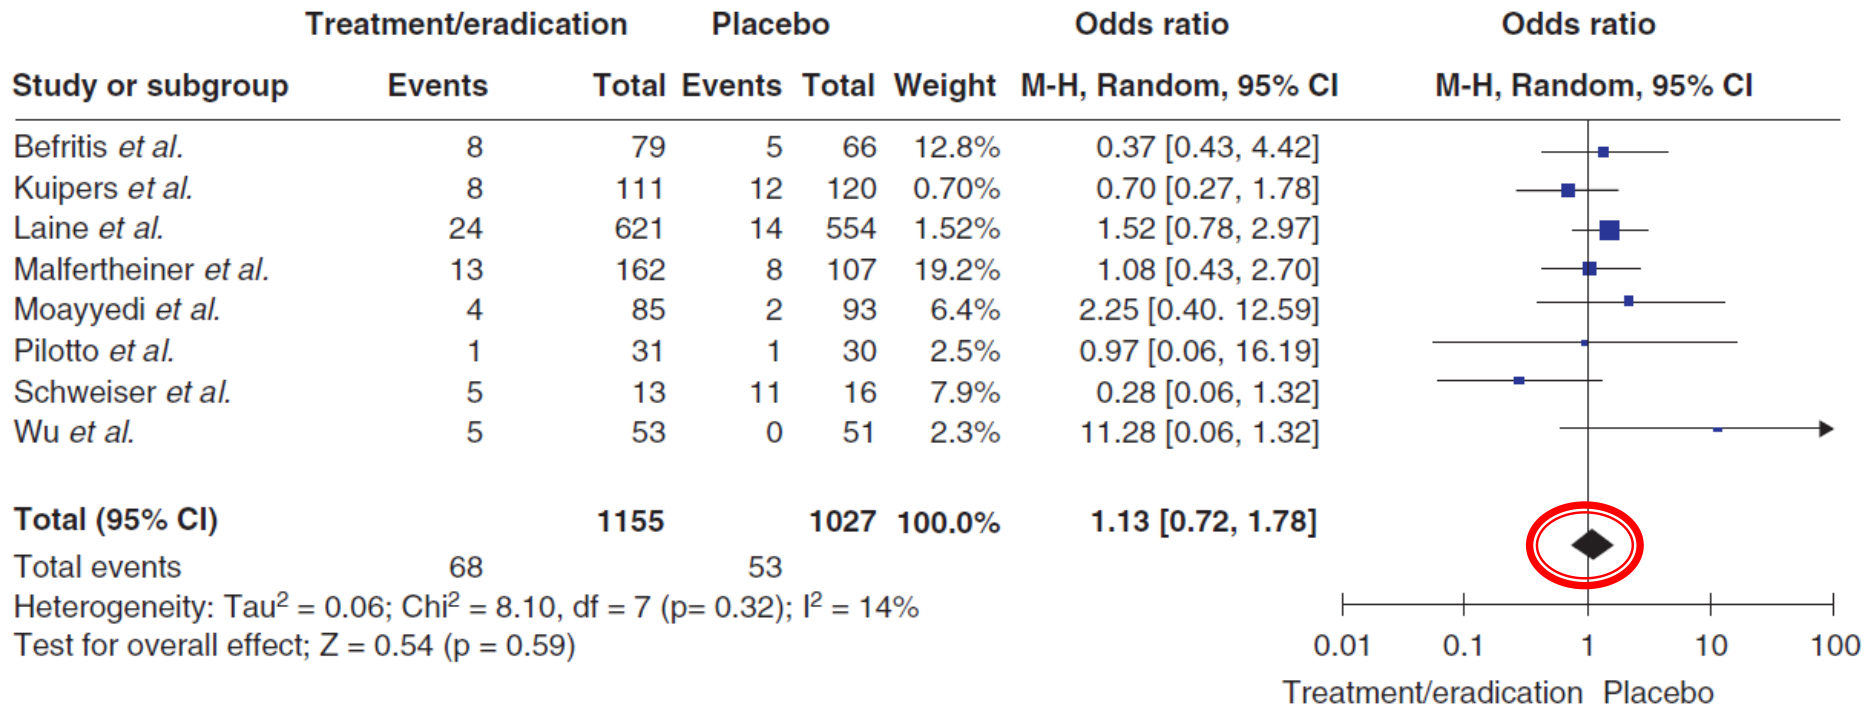 Treatment/eradication Placebo Odds ratio Odds ratio
Study or subgroup Events Total Events Total Weight M-H, Random, 95% CI M-H, Random, 95% CI
Befritis et al. 8 79 5 66 12.8% 0.37 [0.43, 4.42]
Kuipers et al. 8 111 12 120 0.70% 0.70 [0.27, 1.78]
Laine et al. 24 621 14 554 1.52% 1.52 [0.78, 2.97]
Malfertheiner et al. 13 162 8 107 19.2% 1.08 [0.43, 2.70]
Moayyedi et al. 4 85 2 93 6.4% 2.25 [0.40. 12.59]
Pilotto et al. 1 31 1 30 2.5% 0.97 [0.06, 16.19]
Schweiser et al. 5 13 11 16 7.9% 0.28 [0.06, 1.32]
Wu et al. 5 53 0 51 2.3% 11.28 [0.06, 1.32]
Total (95% CI) 1155 1027 100.0% 1.13 [0.72, 1.78]
Total events 68 53
Heterogeneity: Tau² = 0.06; Chi² = 8.10, df = 7 (p= 0.32); I² = 14%
Test for overall effect; Z = 0.54 (p = 0.59)
0.01 0.1 1 10 100
Treatment/eradication Placebo